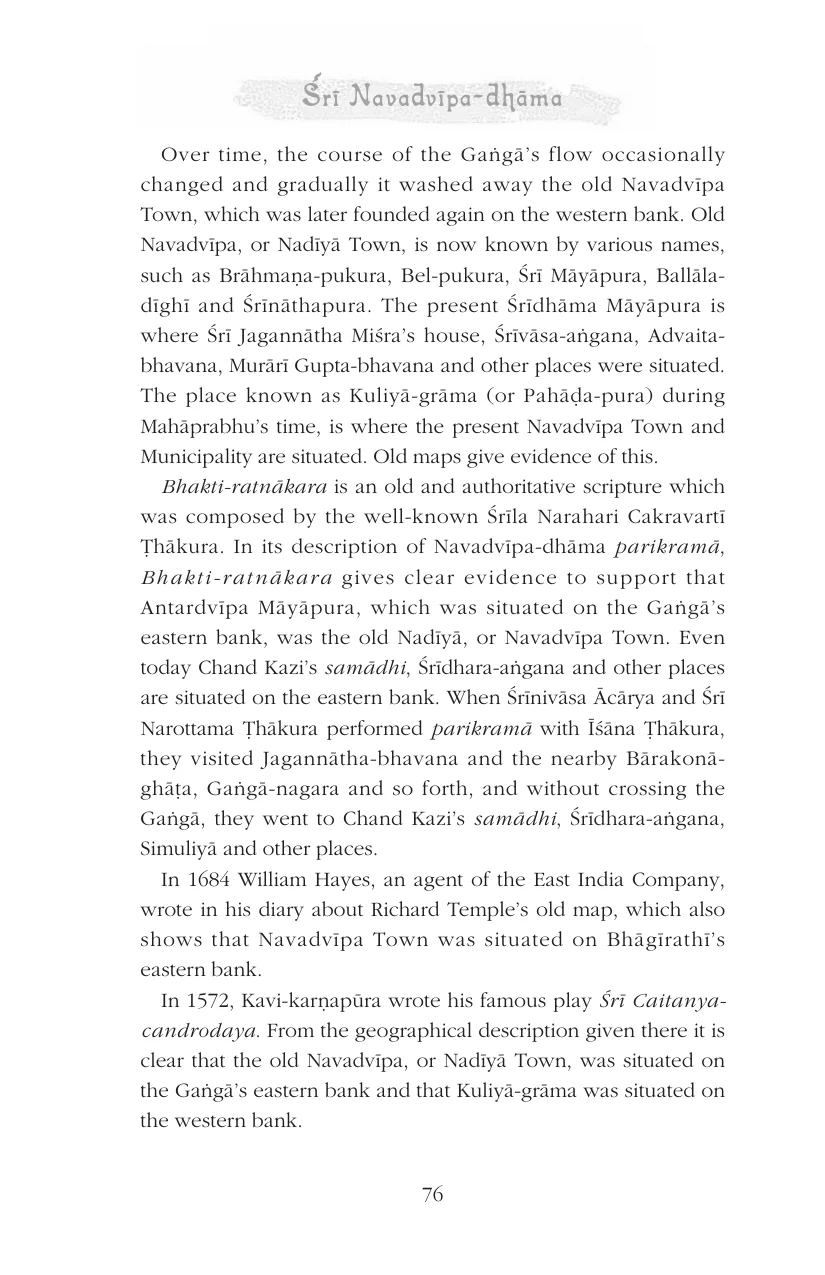 Śrī Navadvīpa-dhāma
Over time, the course of the Gaṅgā’s flow occasionally
changed and gradually it washed away the old Navadvīpa
Town, which was later founded again on the western bank. Old
Navadvīpa, or Nadīyā Town, is now known by various names,
such as Brāhmaṇa-pukura, Bel-pukura, Śrī Māyāpura, Ballāla-
dīghī and Śrīnāthapura. The present Śrīdhāma Māyāpura is
where Śrī Jagannātha Miśra’s house, Śrīvāsa-aṅgana, Advaita-
bhavana, Murārī Gupta-bhavana and other places were situated.
The place known as Kuliyā-grāma (or Pahāḍa-pura) during
Mahāprabhu’s time, is where the present Navadvīpa Town and
Municipality are situated. Old maps give evidence of this.
Bhakti-ratnākara is an old and authoritative scripture which
was composed by the well-known Śrīla Narahari Cakravartī
Ṭhākura. In its description of Navadvīpa-dhāma parikramā,
Bhakti-ratnākara gives clear evidence to support that
Antardvīpa Māyāpura, which was situated on the Gaṅgā’s
eastern bank, was the old Nadīyā, or Navadvīpa Town. Even
today Chand Kazi’s samādhi, Śrīdhara-aṅgana and other places
are situated on the eastern bank. When Śrīnivāsa Ācārya and Śrī
Narottama Ṭhākura performed parikramā with Īśāna Ṭhākura,
they visited Jagannātha-bhavana and the nearby Bārakonā-
ghāṭa, Gaṅgā-nagara and so forth, and without crossing the
Gaṅgā, they went to Chand Kazi’s samādhi, Śrīdhara-aṅgana,
Simuliyā and other places.
In 1684 William Hayes, an agent of the East India Company,
wrote in his diary about Richard Temple’s old map, which also
shows that Navadvīpa Town was situated on Bhāgīrathī’s
eastern bank.
In 1572, Kavi-karṇapūra wrote his famous play Śrī Caitanya-
candrodaya. From the geographical description given there it is
clear that the old Navadvīpa, or Nadīyā Town, was situated on
the Gaṅgā’s eastern bank and that Kuliyā-grāma was situated on
the western bank.
76